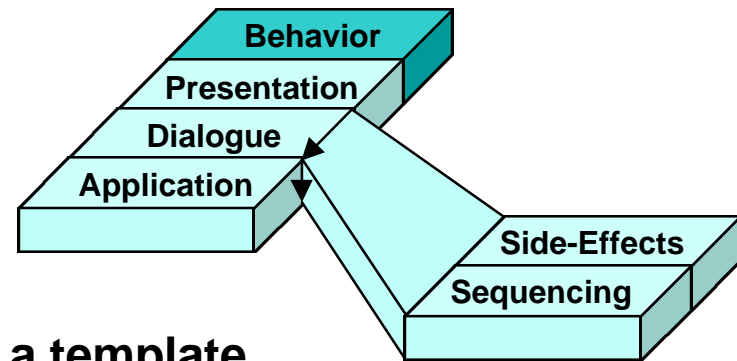 Behavior
Presentation
Dialogue
Application
Side-Effects
Sequencing
a template